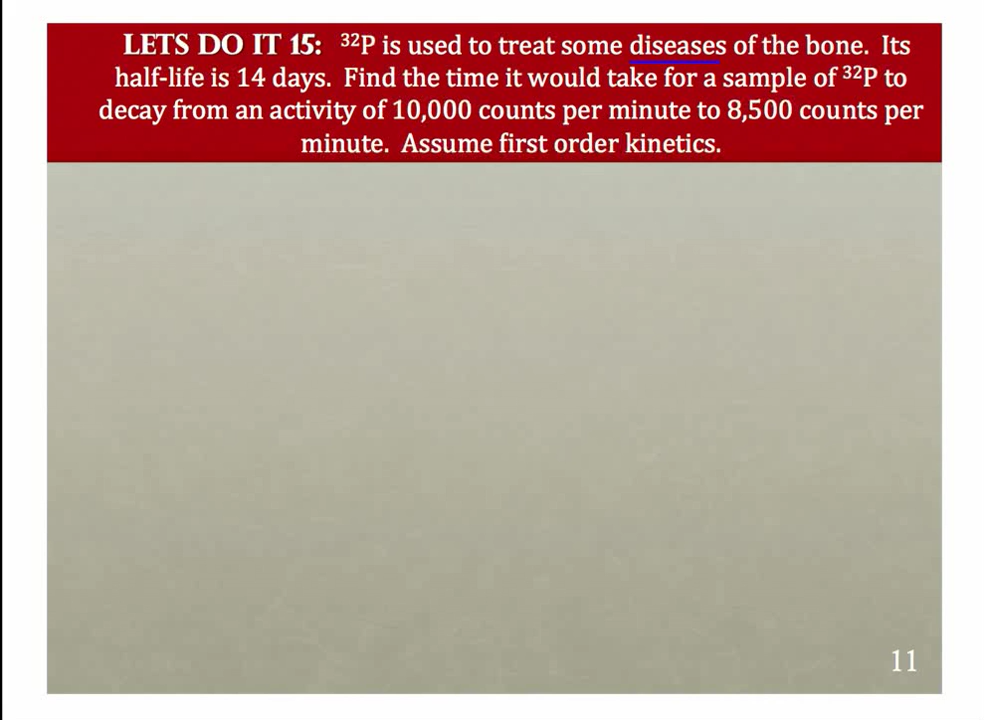 LETS DO IT 15: ³²P is used to treat some diseases of the bone. Its
half-life is 14 days. Find the time it would take for a sample of ³²P to
decay from an activity of 10,000 counts per minute to 8,500 counts per
minute. Assume first order kinetics.
11